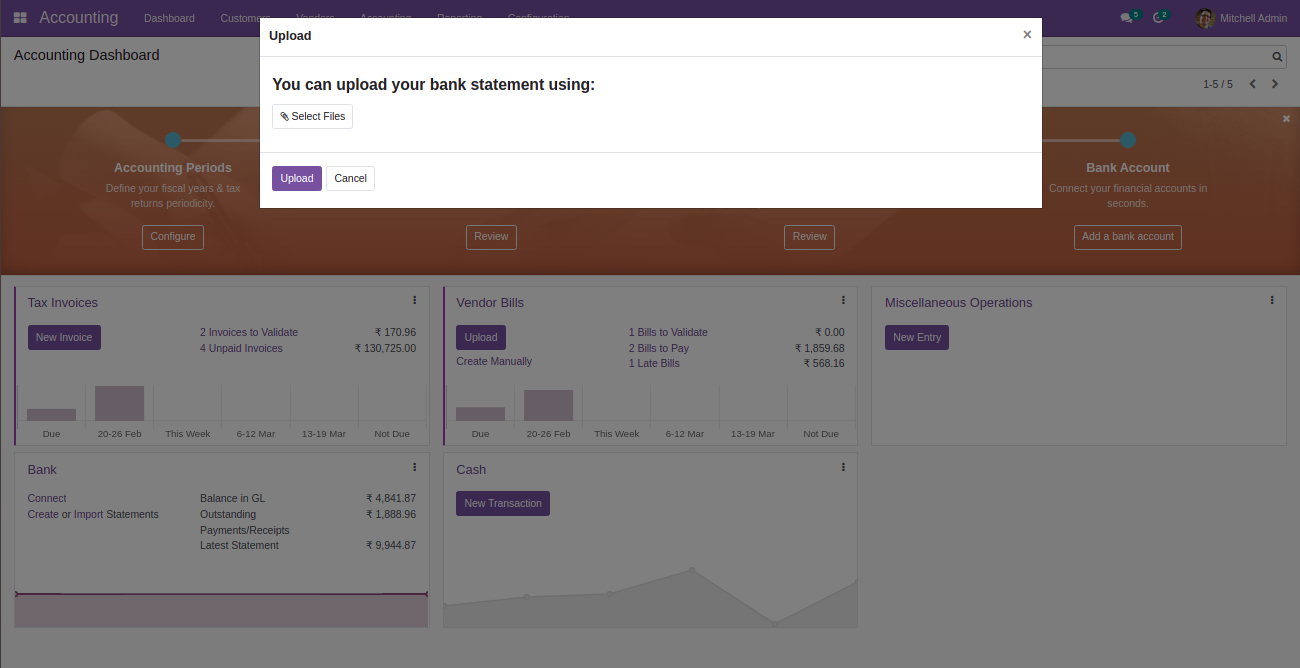 Accounting Dashboard Customers Vendors Accounting Reporting Configuration 5 2 Mitchell Admin
Upload ×
Accounting Dashboard
You can upload your bank statement using:
1-5 / 5
Select Files
Accounting Periods
Define your fiscal years & tax
returns periodicity.
Configure
Upload Cancel
Review
Review
Bank Account
Connect your financial accounts in
seconds.
Add a bank account
Tax Invoices
New Invoice
2 Invoices to Validate ₹ 170.96
4 Unpaid Invoices ₹ 130,725.00
Due 20-26 Feb This Week 6-12 Mar 13-19 Mar Not Due
Vendor Bills
Upload
Create Manually
1 Bills to Validate ₹ 0.00
2 Bills to Pay ₹ 1,859.68
1 Late Bills ₹ 568.16
Due 20-26 Feb This Week 6-12 Mar 13-19 Mar Not Due
Miscellaneous Operations
New Entry
Bank
Connect
Create or Import Statements
Balance in GL ₹ 4,841.87
Outstanding ₹ 1,888.96
Payments/Receipts
Latest Statement ₹ 9,944.87
Cash
New Transaction